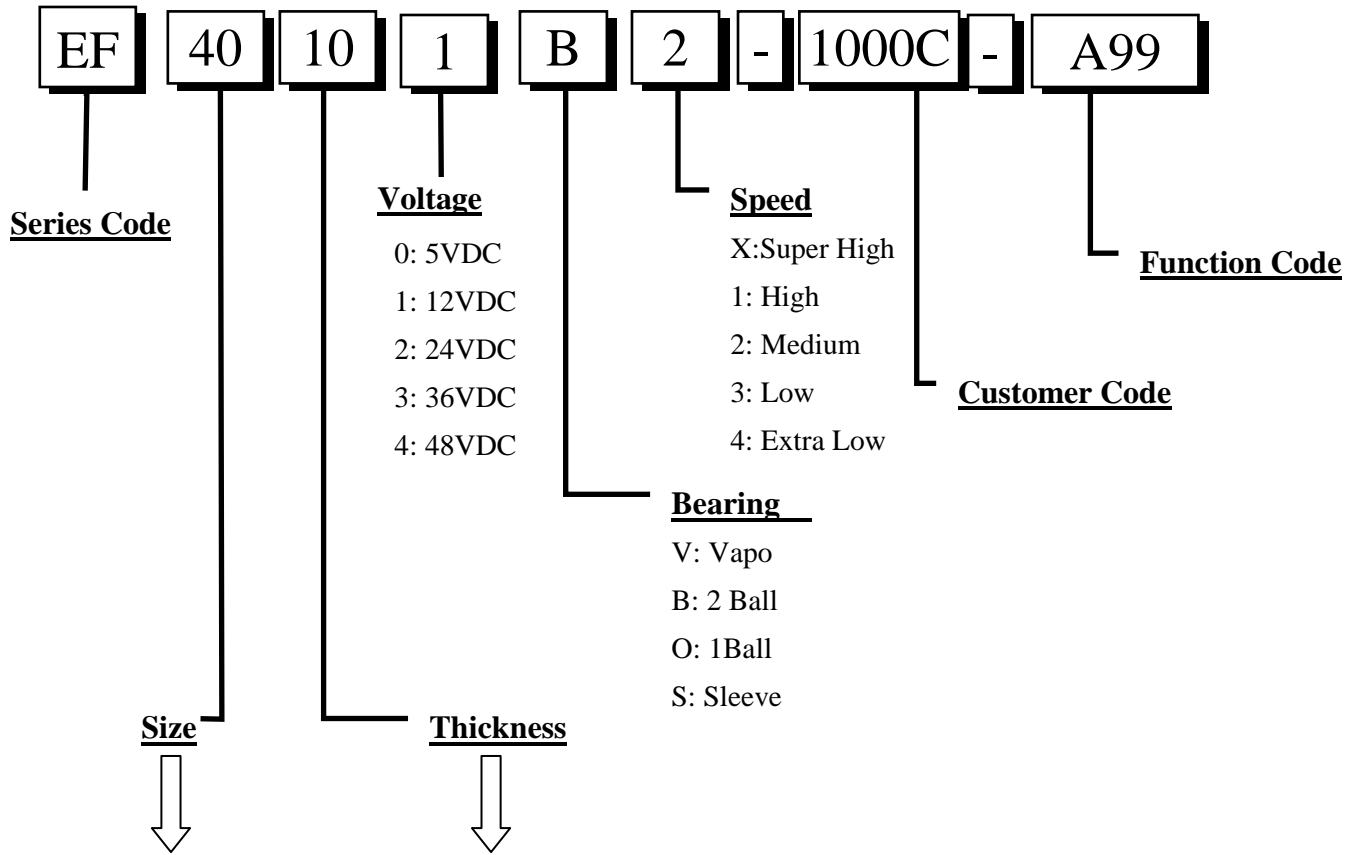 EF 40 10 1 B 2 - 1000C - A99
Series Code
Voltage
0: 5VDC
1: 12VDC
2: 24VDC
3: 36VDC
4: 48VDC
Speed
X:Super High
1: High
2: Medium
3: Low
4: Extra Low
Function Code
Customer Code
Bearing
V: Vapo
B: 2 Ball
O: 1Ball
S: Sleeve
Size
Thickness